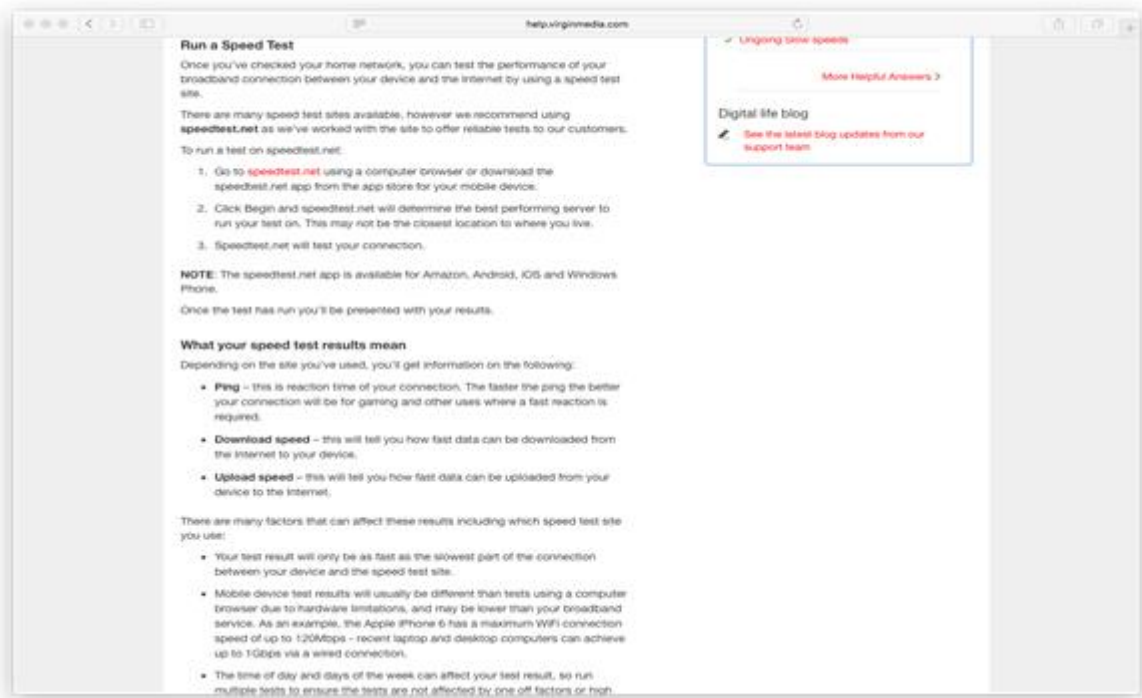 help.virginmedia.com
Run a Speed Test
Once you've checked your home network, you can test the performance of your
broadband connection between your device and the Internet by using a speed test
site.
There are many speed test sites available, however we recommend using
speedtest.net as we've worked with the site to offer reliable tests to our customers.
To run a test on speedtest.net:
1. Go to speedtest.net using a computer browser or download the
speedtest.net app from the app store for your mobile device.
2. Click Begin and speedtest.net will determine the best performing server to
run your test on. This may not be the closest location to where you live.
3. Speedtest.net will test your connection.
NOTE: The speedtest.net app is available for Amazon, Android, iOS and Windows
Phone.
Once the test has run you'll be presented with your results.
What your speed test results mean
Depending on the site you've used, you'll get information on the following:
• Ping – this is reaction time of your connection. The faster the ping the better
your connection will be for gaming and other uses where a fast reaction is
required.
• Download speed – this will tell you how fast data can be downloaded from
the Internet to your device.
• Upload speed – this will tell you how fast data can be uploaded from your
device to the Internet.
There are many factors that can affect these results including which speed test site
you use:
• Your test result will only be as fast as the slowest part of the connection
between your device and the speed test site.
• Mobile device test results will usually be different than tests using a computer
browser due to hardware limitations, and may be lower than your broadband
service. As an example, the Apple iPhone 6 has a maximum WiFi connection
speed of up to 120Mbps - recent laptop and desktop computers can achieve
up to 1Gbps via a wired connection.
• The time of day and days of the week can affect your test result, so run
multiple tests to ensure the tests are not affected by one off factors or high
Ongoing slow speeds
More Helpful Answers >
Digital life blog
See the latest blog updates from our
support team